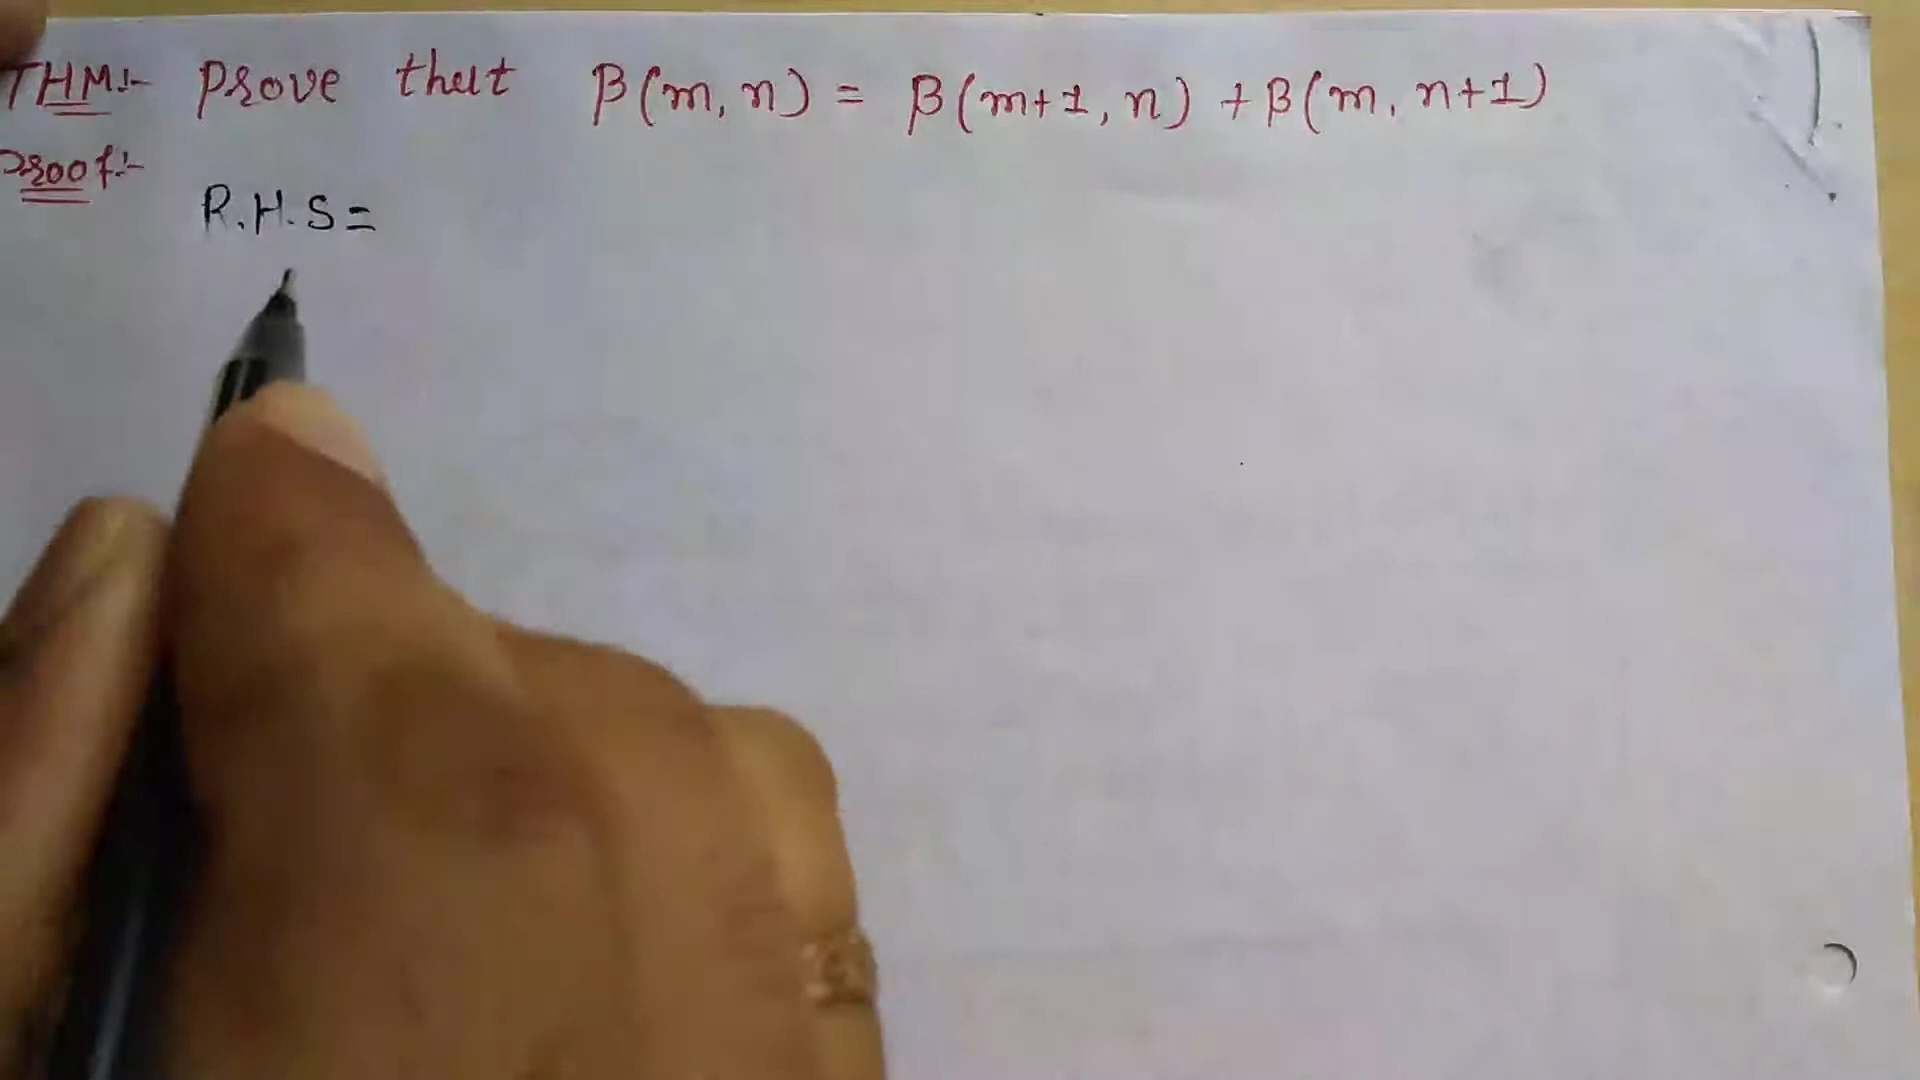 THM:- Prove that β(m, n) = β(m+1, n) + β(m, n+1)
Proof:-
R.H.S =